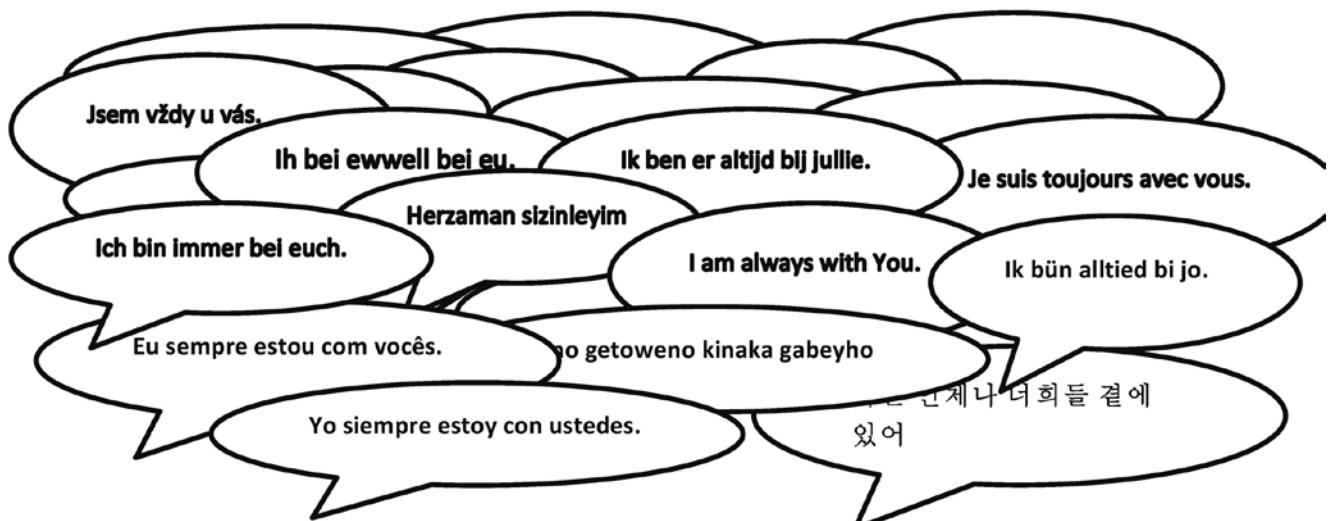 Jsem vždy u vás.
Ih bei ewwell bei eu.
Ik ben er altijd bij jullie.
Je suis toujours avec vous.
Herzaman sizinleyim
Ich bin immer bei euch.
I am always with You.
Ik bün alltied bi jo.
Eu sempre estou com vocês.
getoweno kinaka gabeyho
너희들 곁에
있어
Yo siempre estoy con ustedes.